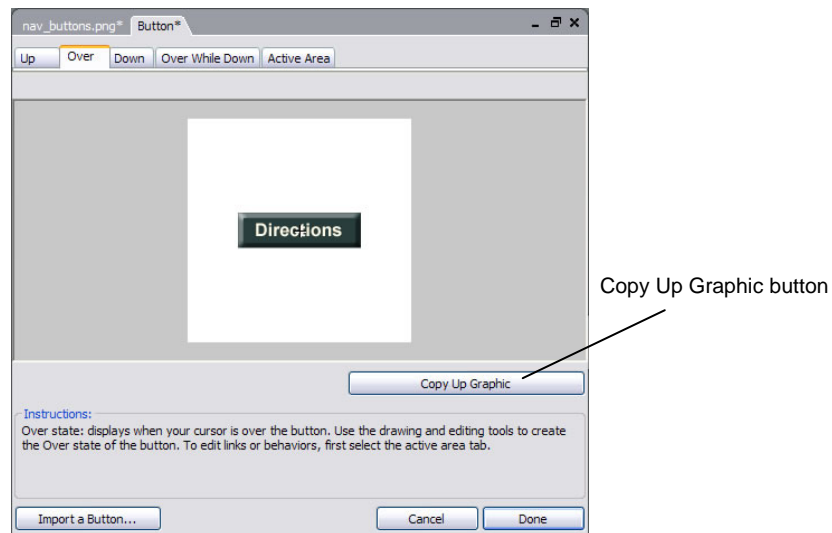 nav_buttons.png* Button*
Up Over Down Over While Down Active Area
Directions
Copy Up Graphic button
Copy Up Graphic
Instructions:
Over state: displays when your cursor is over the button. Use the drawing and editing tools to create
the Over state of the button. To edit links or behaviors, first select the active area tab.
Import a Button... Cancel Done